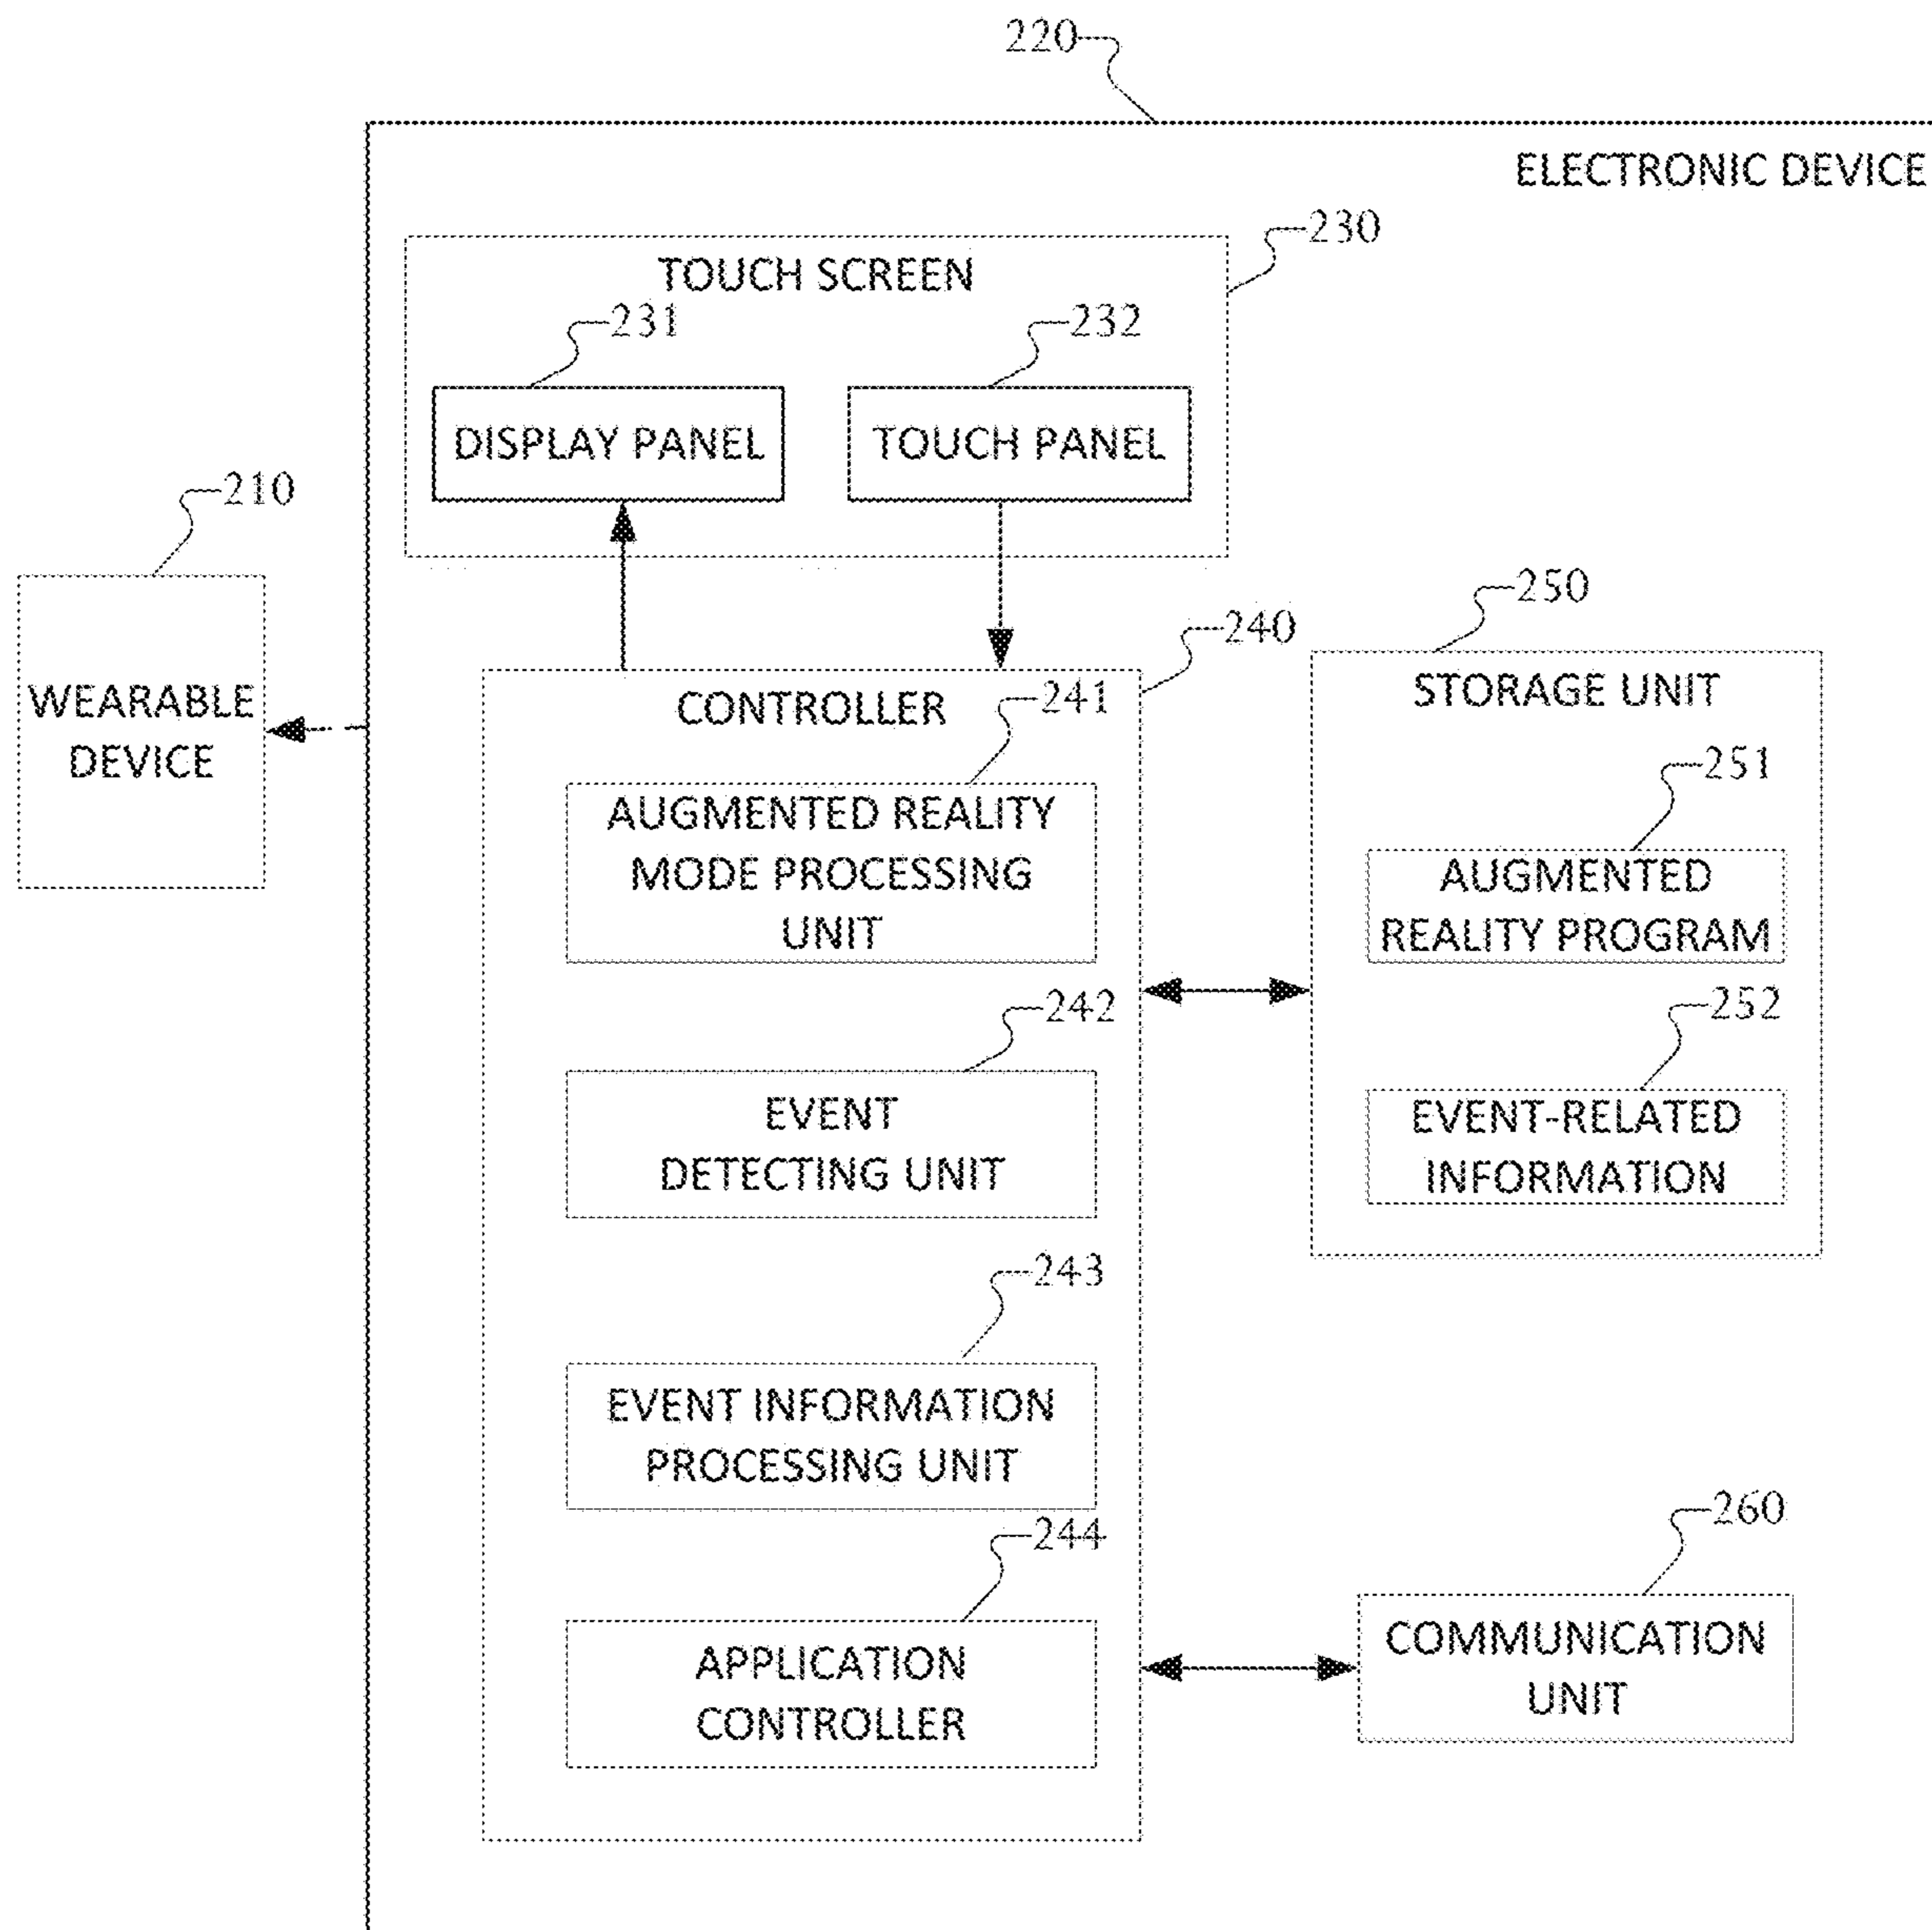 220
ELECTRONIC DEVICE
230
TOUCH SCREEN
231
232
DISPLAY PANEL
TOUCH PANEL
210
WEARABLE
DEVICE
240
CONTROLLER
241
AUGMENTED REALITY
MODE PROCESSING
UNIT
242
EVENT
DETECTING UNIT
243
EVENT INFORMATION
PROCESSING UNIT
244
APPLICATION
CONTROLLER
250
STORAGE UNIT
251
AUGMENTED
REALITY PROGRAM
252
EVENT-RELATED
INFORMATION
260
COMMUNICATION
UNIT